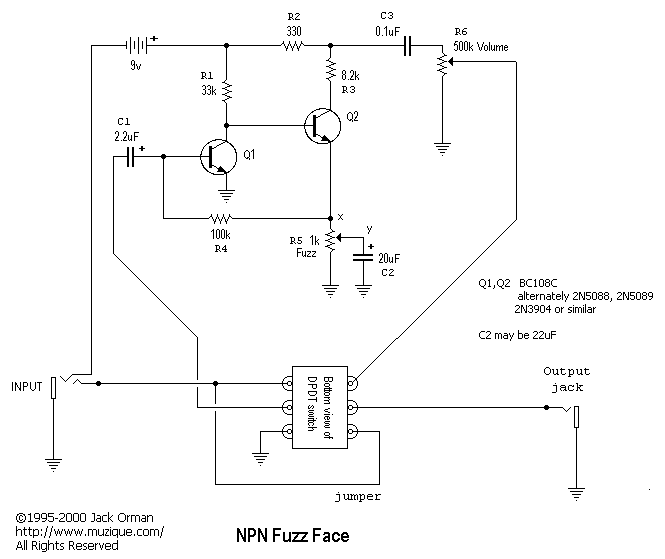 R2
330
C3
0.1uF
R6
500k Volume
9v
R1
33k
8.2k
R3
C1
2.2uF
Q2
Q1
100k
R4
x
y
R5 1k
Fuzz
20uF
C2
Q1,Q2 BC108C
alternately 2N5088, 2N5089
2N3904 or similar
C2 may be 22uF
INPUT
Bottom view of
DPDT switch
Output
jack
jumper
©1995-2000 Jack Orman
http://www.muzique.com/
All Rights Reserved
NPN Fuzz Face